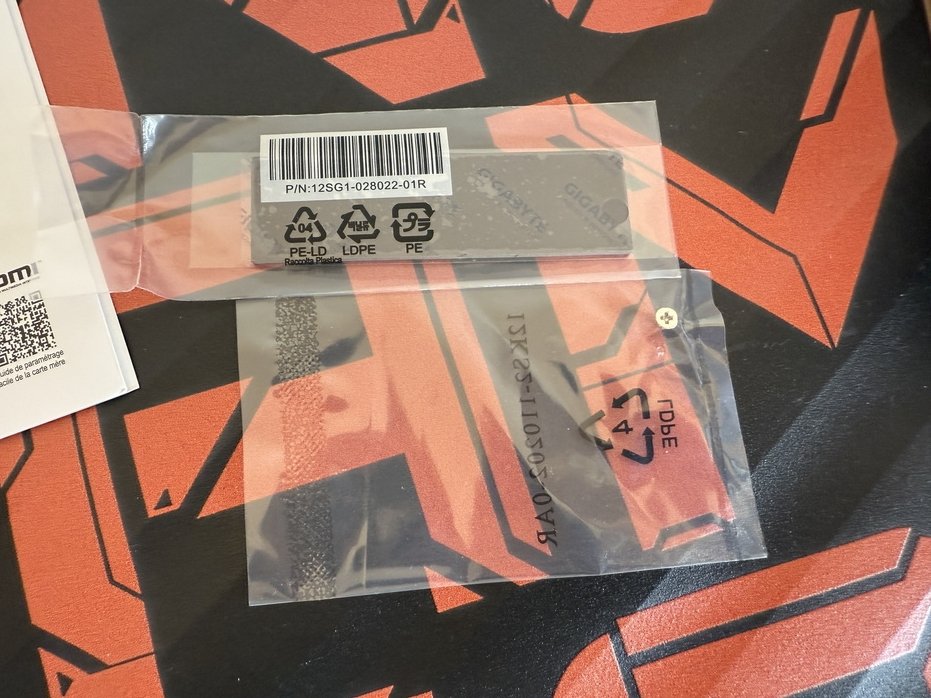 P/N:12SG1-028022-01R
GIGABYTE
GIGABY
04
PE-LD
Raccolta Plastica
LDPE
PE
12KS2-110202-0AR
4
LDPE
uide de paramétrage
acile de la carte mère